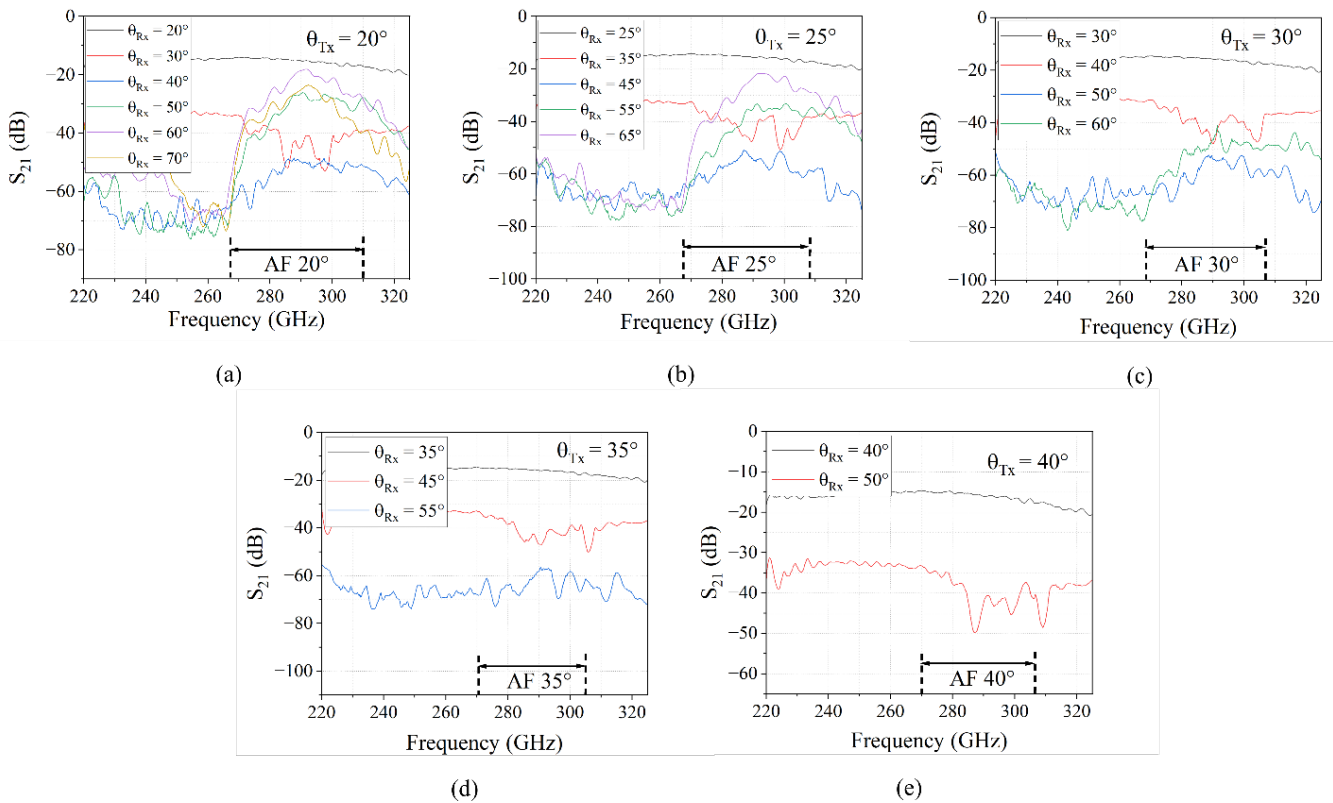 0
−20
−40
−60
−80
S21 (dB)
θRx − 20°
θRx − 30°
θRx − 40°
θRx − 50°
θRx − 60°
θRx − 70°
θTx = 20°
AF 20°
220 240 260 280 300 320
Frequency (GHz)
(a)
0
−20
−40
−60
−80
−100
S21 (dB)
θRx − 25°
θRx = 35°
θRx = 45°
θRx = 55°
θRx = 65°
θTx = 25°
AF 25°
220 240 260 280 300 320
Frequency (GHz)
(b)
0
−20
−40
−60
−80
−100
S21 (dB)
θRx = 30°
θRx = 40°
θRx = 50°
θRx = 60°
θTx = 30°
AF 30°
220 240 260 280 300 320
Frequency (GHz)
(c)
0
−20
−40
−60
−80
−100
S21 (dB)
θRx = 35°
θRx = 45°
θRx = 55°
θTx = 35°
AF 35°
220 240 260 280 300 320
Frequency (GHz)
(d)
0
−10
−15
−20
−30
−40
−50
−60
S21 (dB)
θRx = 40°
θRx = 50°
θTx = 40°
AF 40°
220 240 260 280 300 320
Frequency (GHz)
(e)